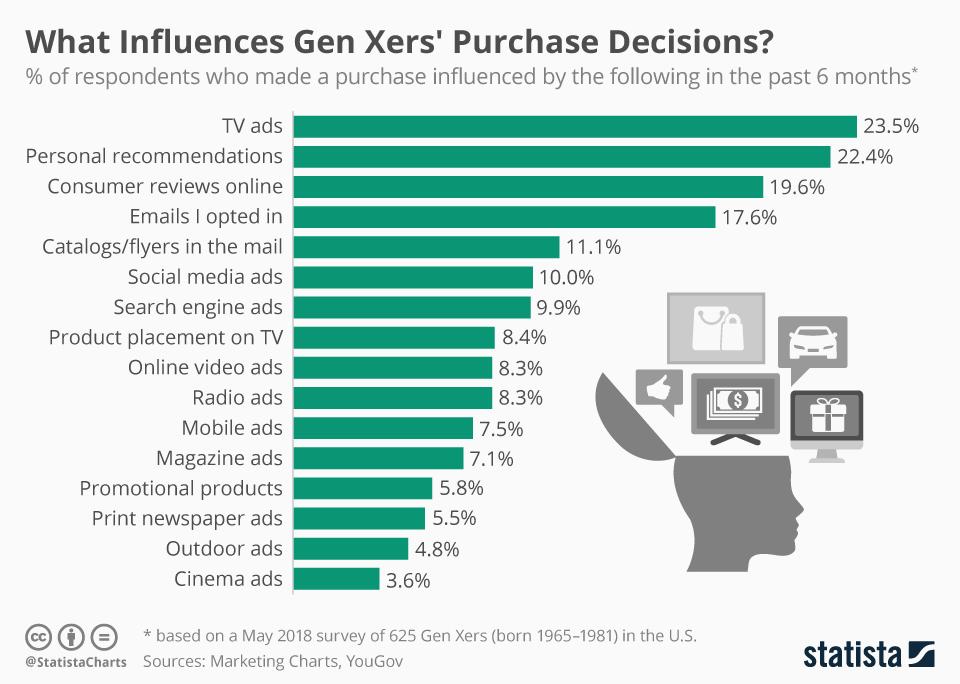 What Influences Gen Xers' Purchase Decisions?
% of respondents who made a purchase influenced by the following in the past 6 months*
TV ads 23.5%
Personal recommendations 22.4%
Consumer reviews online 19.6%
Emails I opted in 17.6%
Catalogs/flyers in the mail 11.1%
Social media ads 10.0%
Search engine ads 9.9%
Product placement on TV 8.4%
Online video ads 8.3%
Radio ads 8.3%
Mobile ads 7.5%
Magazine ads 7.1%
Promotional products 5.8%
Print newspaper ads 5.5%
Outdoor ads 4.8%
Cinema ads 3.6%
$
cc
@StatistaCharts
* based on a May 2018 survey of 625 Gen Xers (born 1965–1981) in the U.S.
Sources: Marketing Charts, YouGov
statista